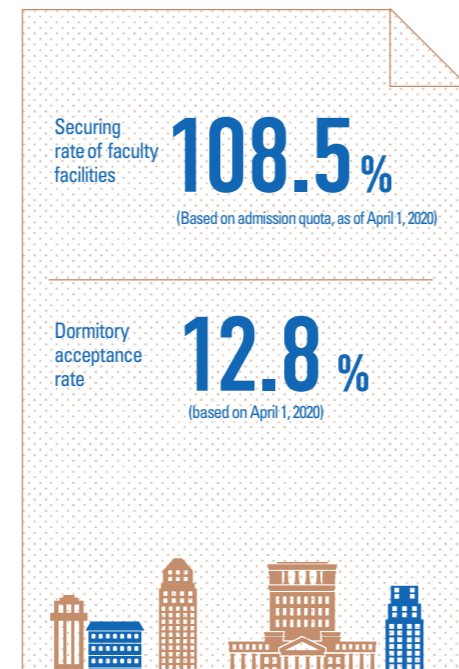 Securing
rate of faculty
facilities
108.5 %
(Based on admission quota, as of April 1, 2020)
Dormitory
acceptance
rate
12.8 %
(based on April 1, 2020)